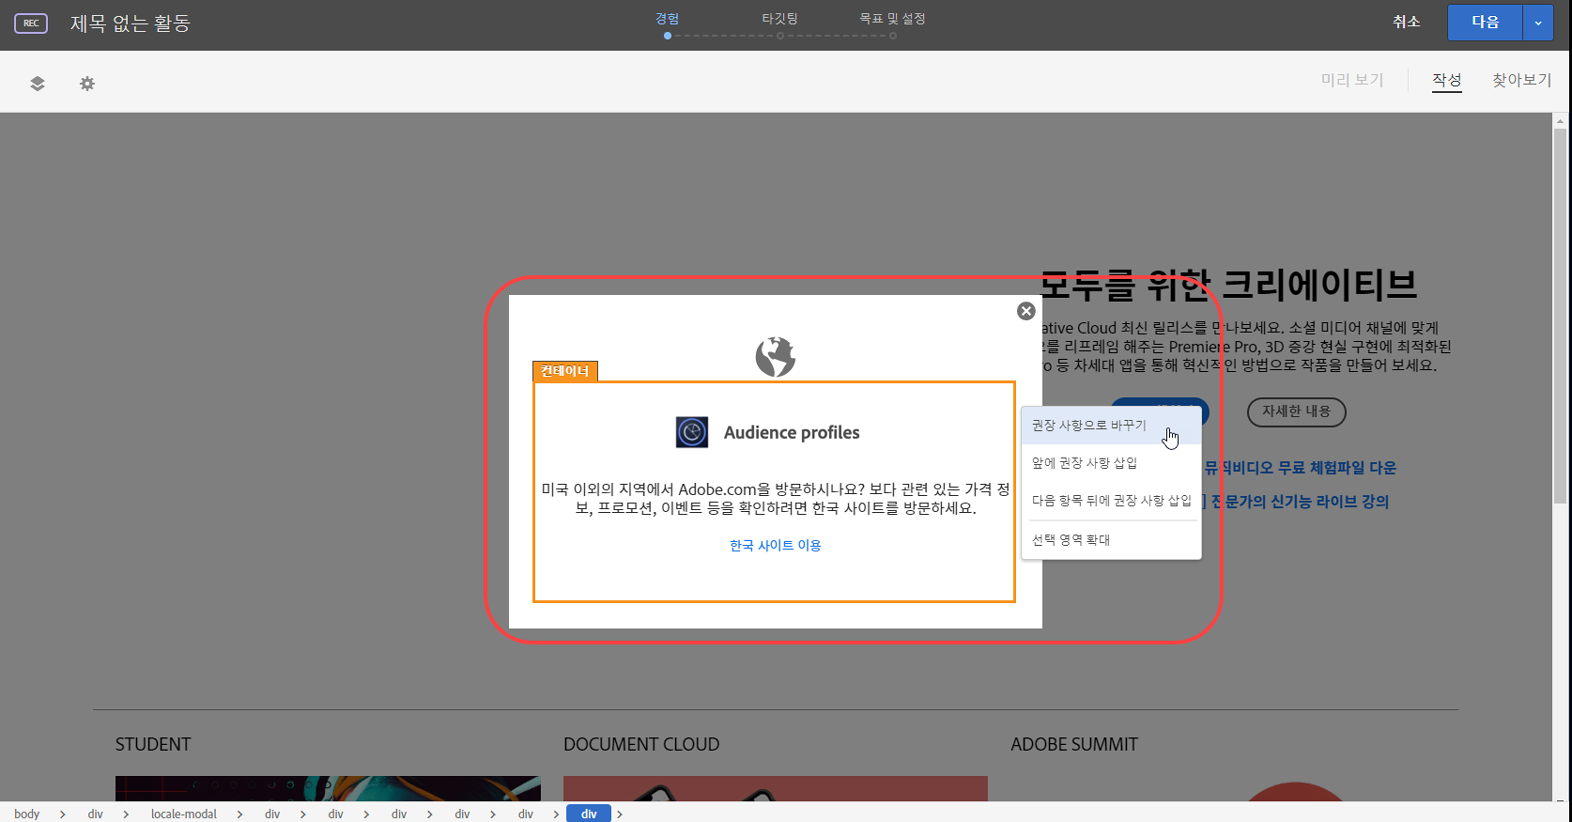 REC
제목 없는 활동
경험
타깃팅
목표 및 설정
취소
다음
미리 보기
작성
찾아보기
모두를 위한 크리에이티브
ative Cloud 최신 릴리스를 만나보세요. 소셜 미디어 채널에 맞게
를 리프레임 해주는 Premiere Pro, 3D 증강 현실 구현에 최적화된
o 등 차세대 앱을 통해 혁신적인 방법으로 작품을 만들어 보세요.
자세한 내용
뮤직비디오 무료 체험파일 다운
] 전문가의 신기능 라이브 강의
컨테이너
Audience profiles
미국 이외의 지역에서 Adobe.com을 방문하시나요? 보다 관련 있는 가격 정
보, 프로모션, 이벤트 등을 확인하려면 한국 사이트를 방문하세요.
한국 사이트 이용
권장 사항으로 바꾸기
앞에 권장 사항 삽입
다음 항목 뒤에 권장 사항 삽입
선택 영역 확대
STUDENT
DOCUMENT CLOUD
ADOBE SUMMIT
body > div > locale-modal > div > div > div > div > div > div >